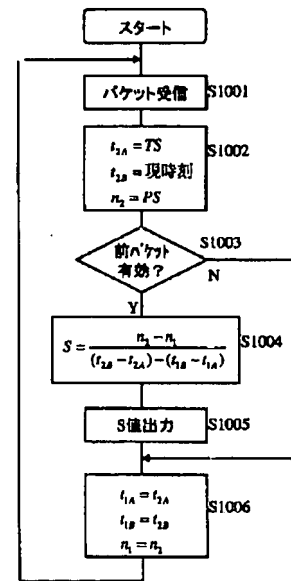 スタート
パケット受信
S1001
t2A = TS
S1002
t2B = 現時刻
n2 = PS
S1003
前パケット
有効？
N
Y
S = (n2 − n1) / ((t2B − t2A) − (t1B − t1A))
S1004
S値出力
S1005
t1A = t2A
t1B = t2B
S1006
n1 = n2